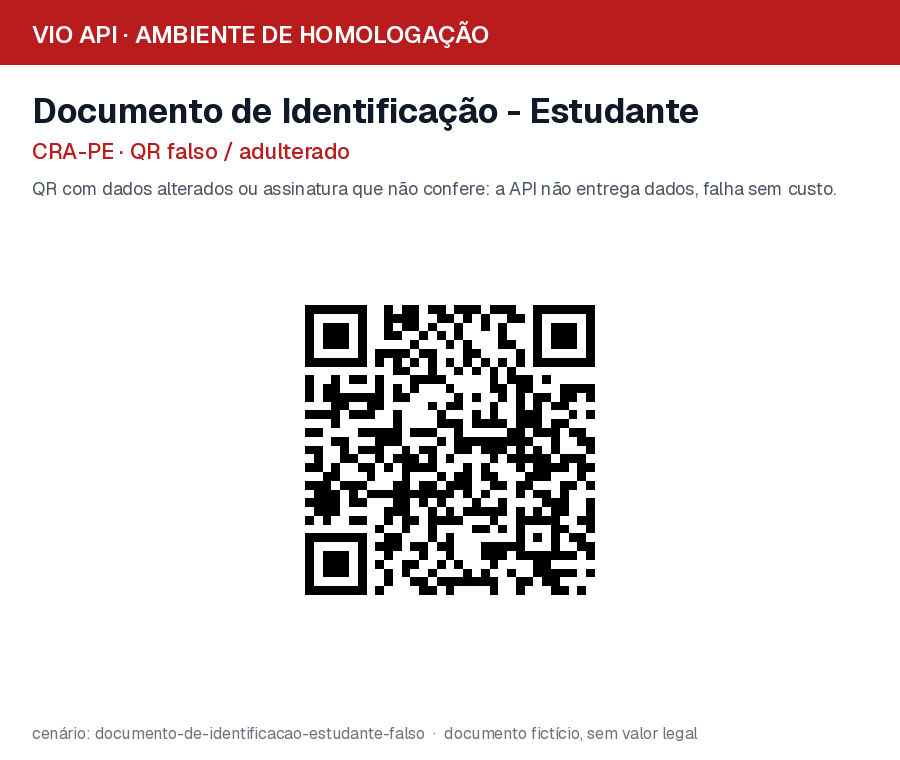 VIO API · AMBIENTE DE HOMOLOGAÇÃO
Documento de Identificação - Estudante
CRA-PE · QR falso / adulterado
QR com dados alterados ou assinatura que não confere: a API não entrega dados, falha sem custo.
cenário: documento-de-identificacao-estudante-falso · documento fictício, sem valor legal